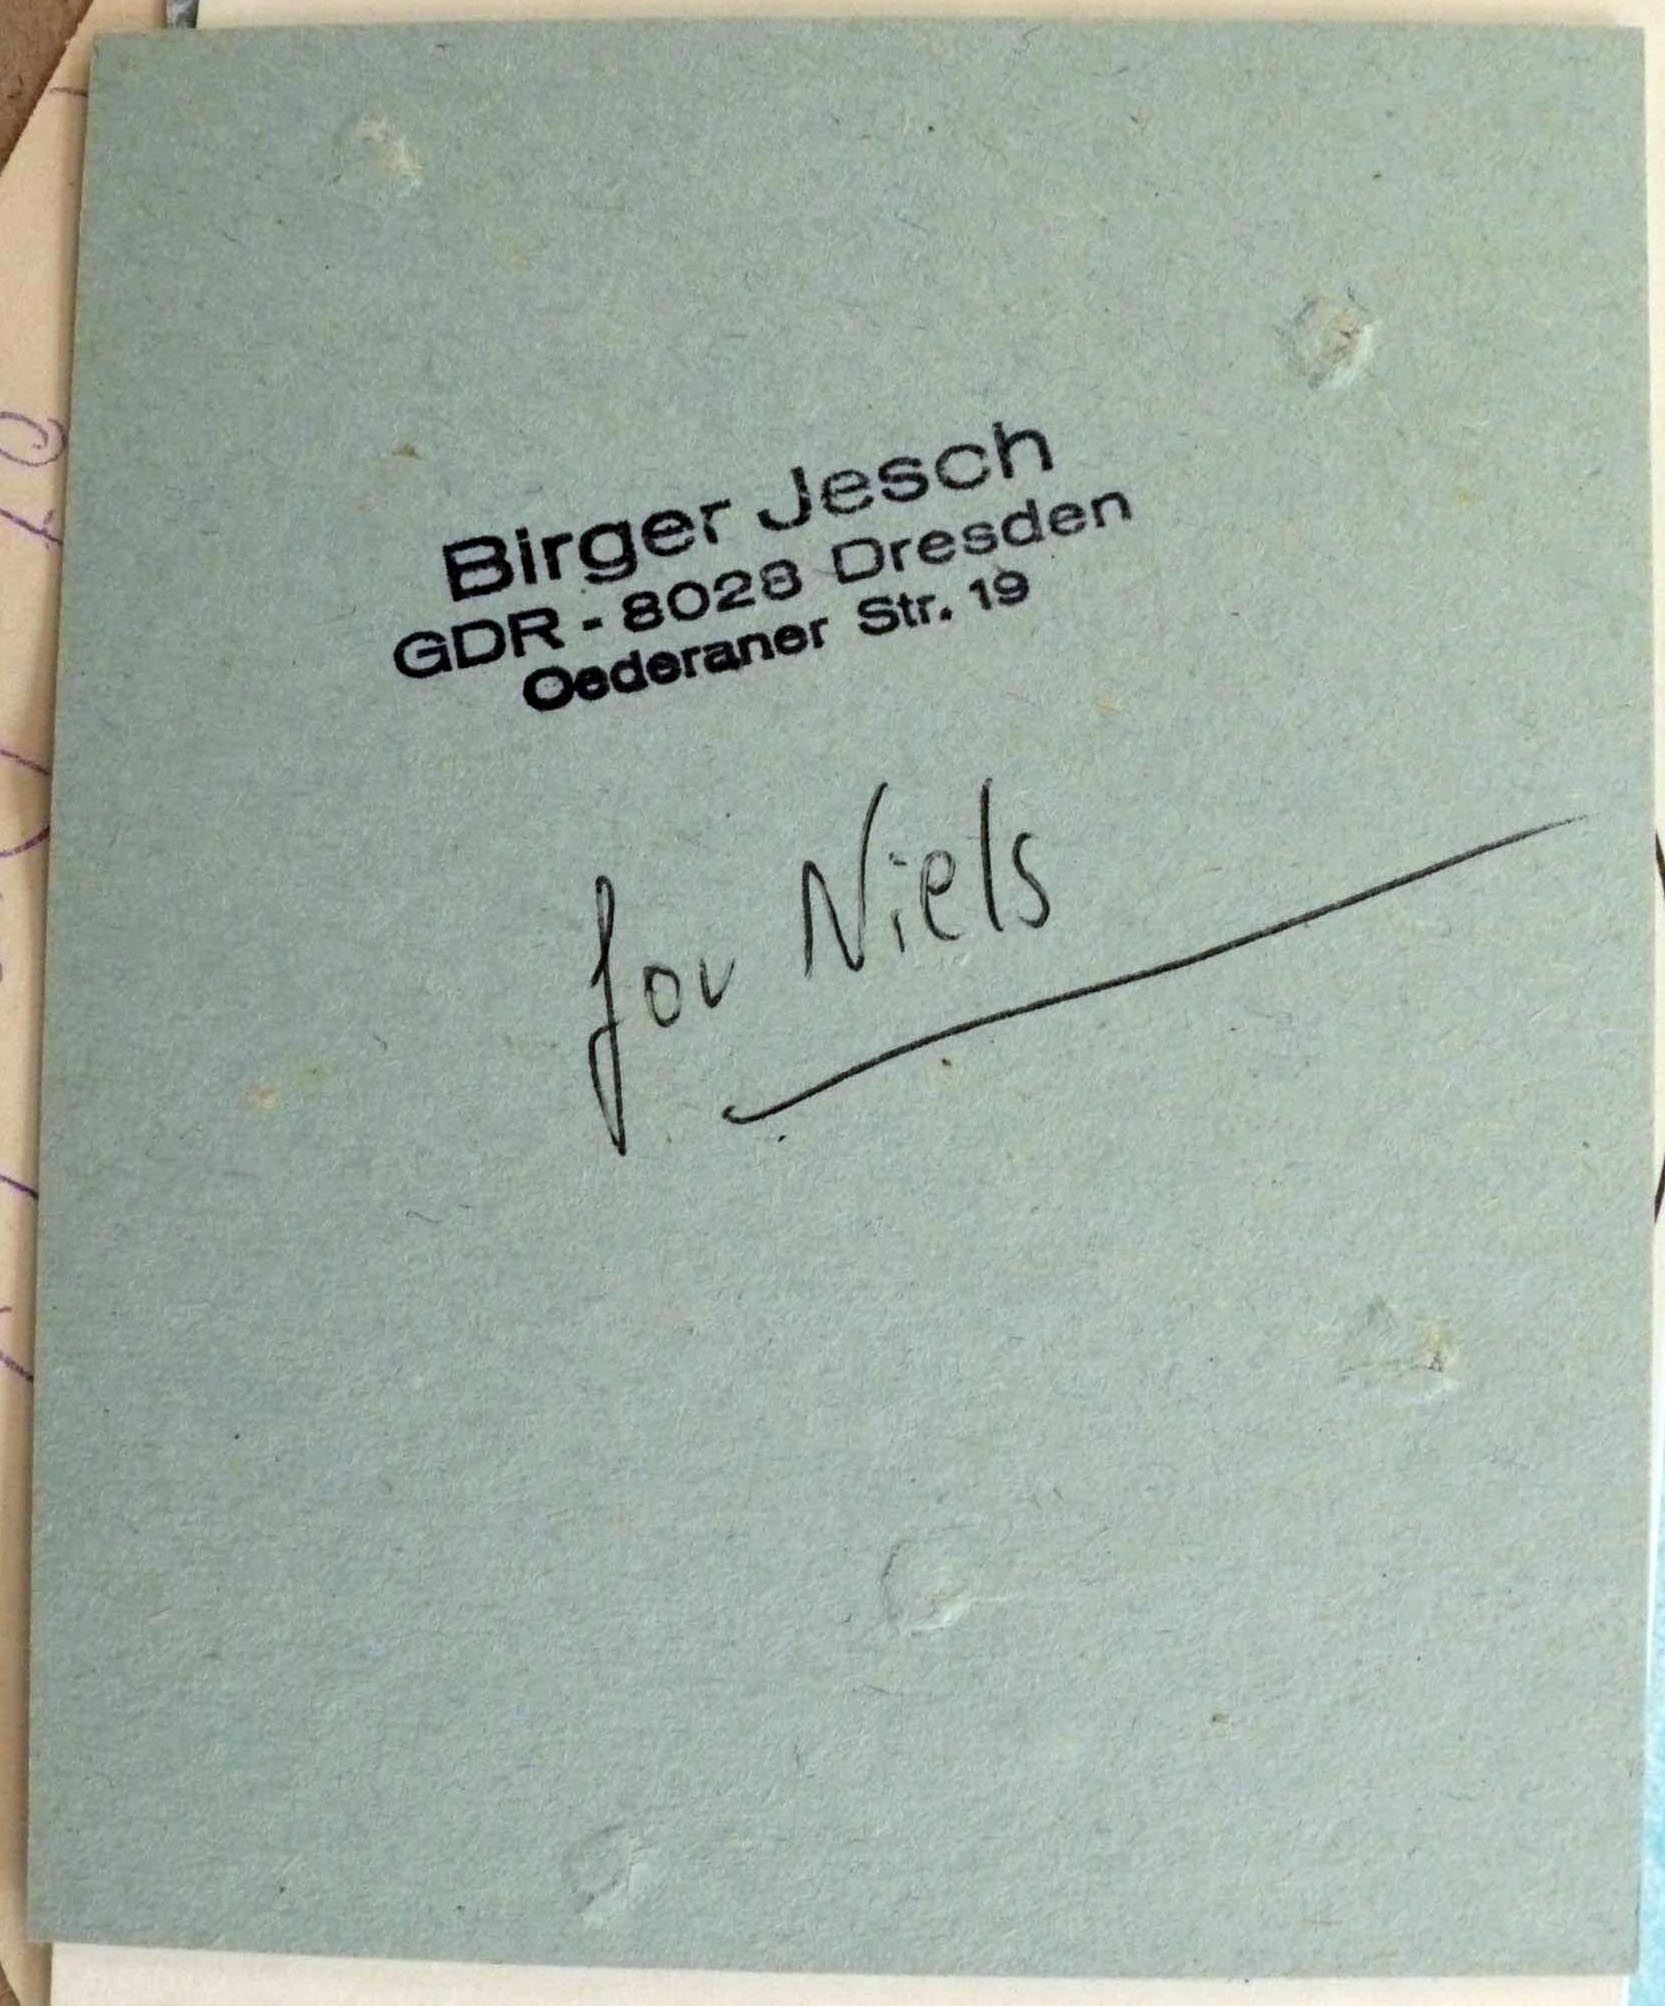 Birger Jesch
GDR - 8028 Dresden
Oederaner Str. 19
for Niels